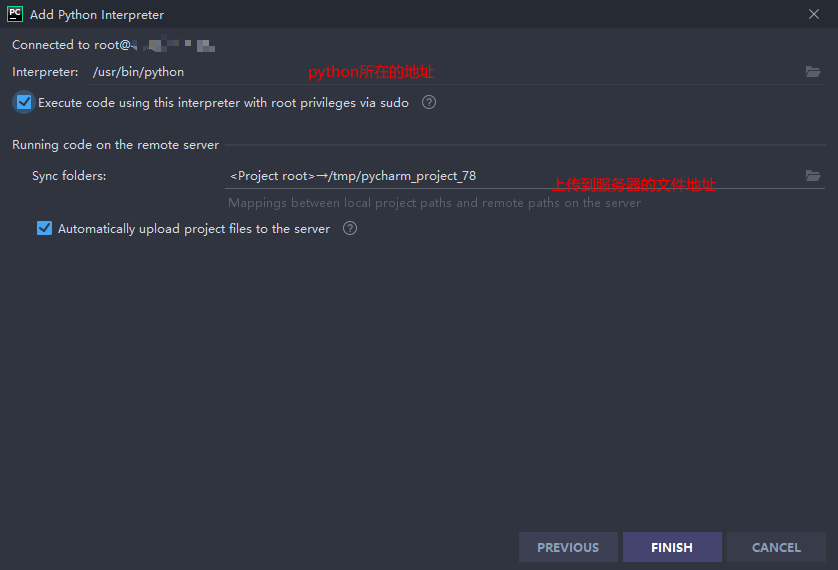 PC Add Python Interpreter
Connected to root@
Interpreter: /usr/bin/python python所在的地址
Execute code using this interpreter with root privileges via sudo ?
Running code on the remote server
Sync folders: <Project root>→/tmp/pycharm_project_78
上传到服务器的文件地址
Mappings between local project paths and remote paths on the server
Automatically upload project files to the server ?
PREVIOUS FINISH CANCEL